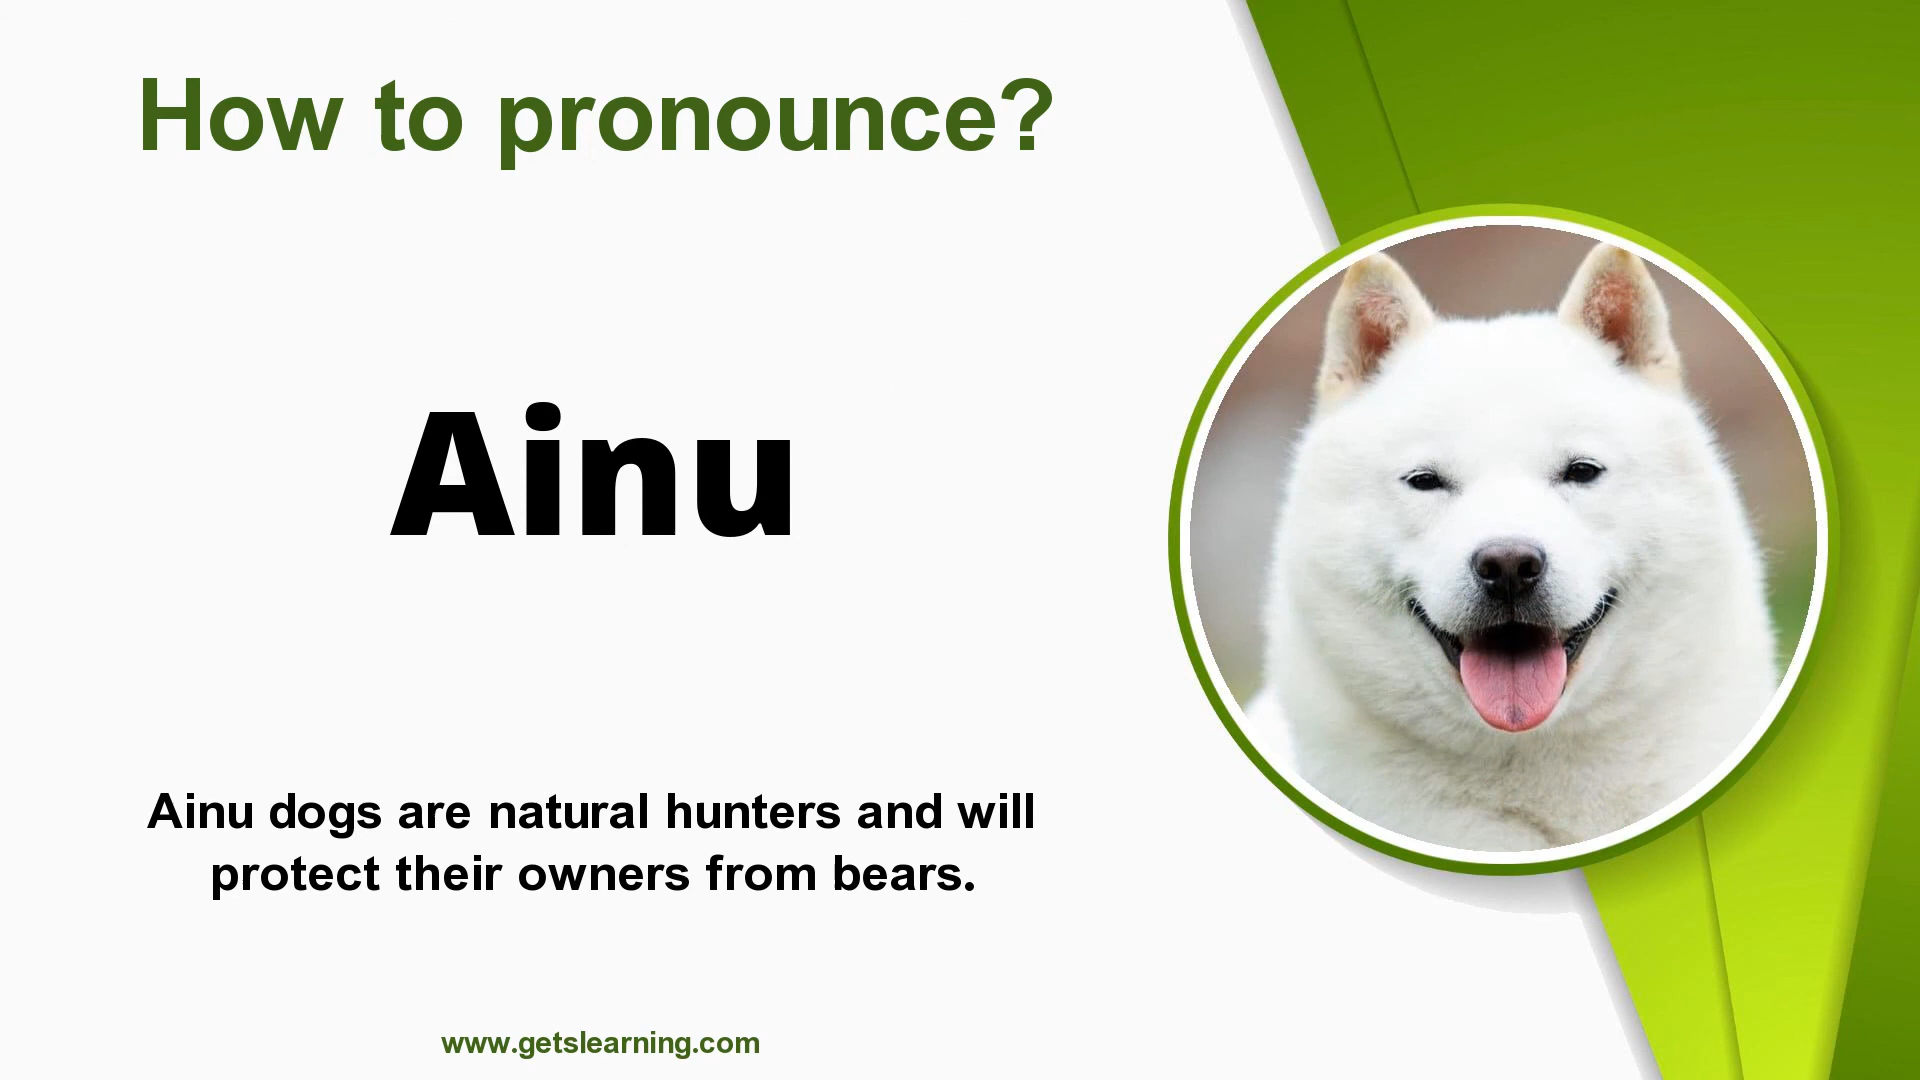 How to pronounce?
Ainu
Ainu dogs are natural hunters and will
protect their owners from bears.
www.getslearning.com